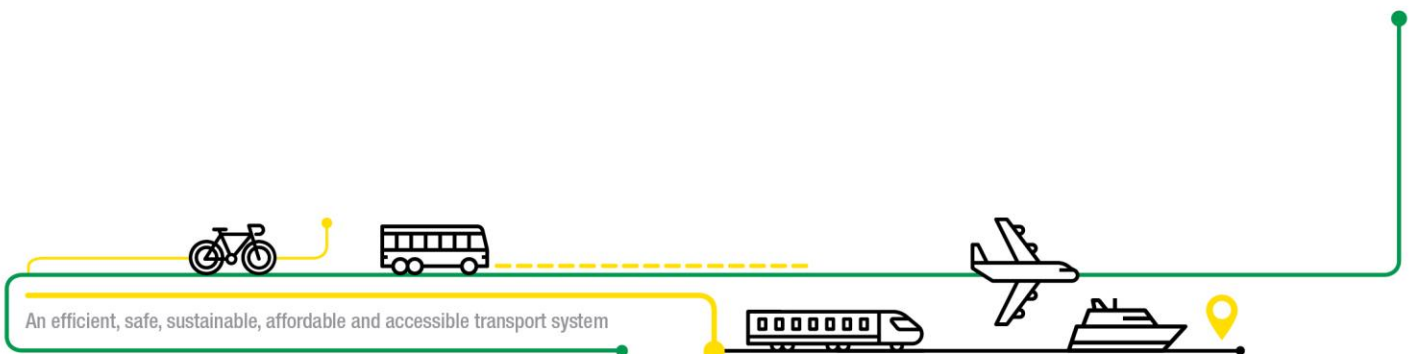 An efficient, safe, sustainable, affordable and accessible transport system